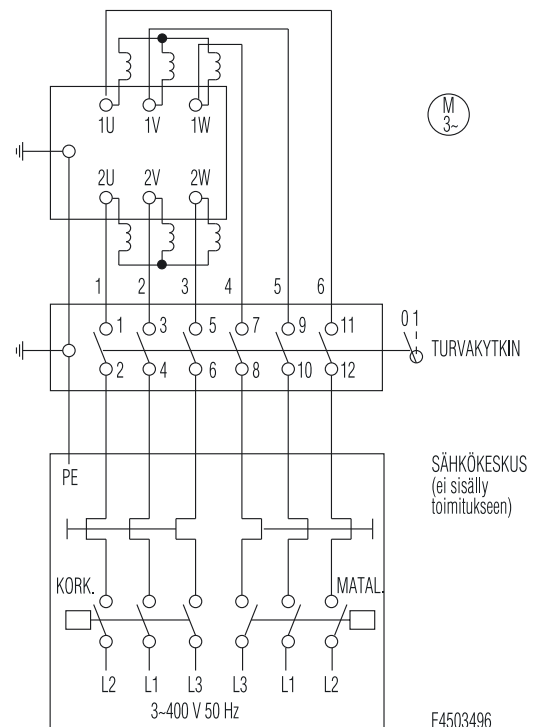 M
3~
1U 1V 1W
2U 2V 2W
1 2 3 4 5 6
1 3 5 7 9 11
0 1
TURVAKYTKIN
2 4 6 8 10 12
PE
SÄHKÖKESKUS
(ei sisälly
toimitukseen)
KORK. MATAL.
L2 L1 L3 L3 L1 L2
3~400 V 50 Hz
F4503496